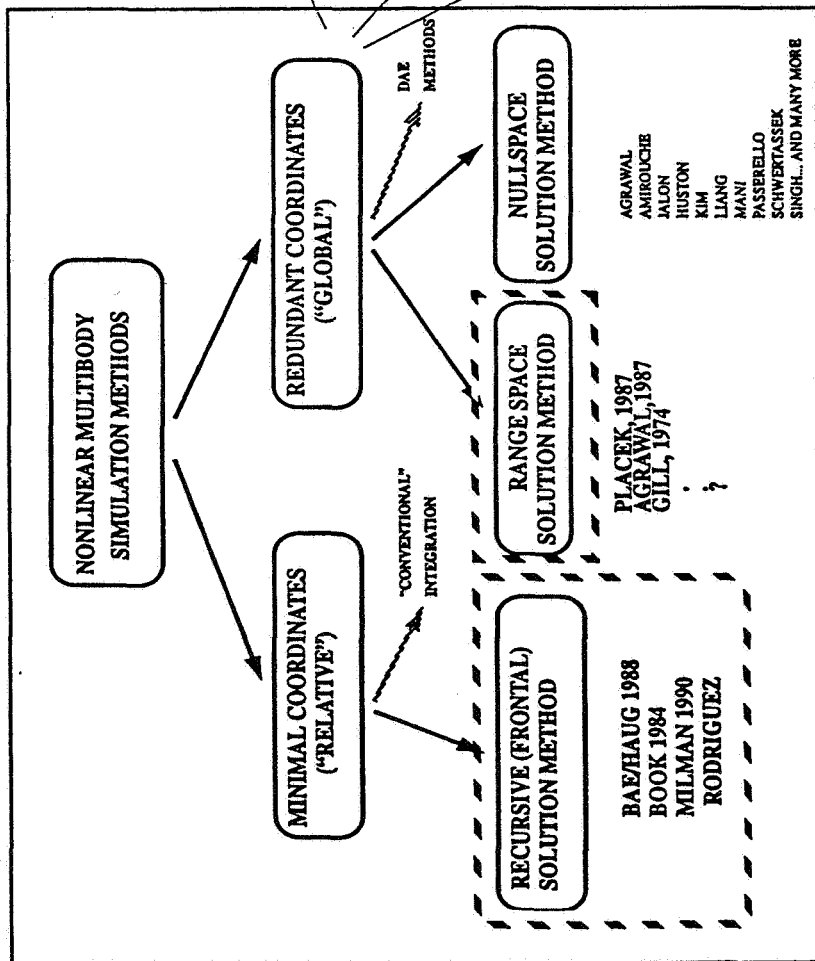 NONLINEAR MULTIBODY
SIMULATION METHODS
MINIMAL COORDINATES
("RELATIVE")
REDUNDANT COORDINATES
("GLOBAL")
"CONVENTIONAL"
INTEGRATION
DAE
METHODS
RECURSIVE (FRONTAL)
SOLUTION METHOD
RANGE SPACE
SOLUTION METHOD
NULLSPACE
SOLUTION METHOD
BAE/HAUG 1988
BOOK 1984
MILMAN 1990
RODRIGUEZ
PLACEK, 1987
AGRAWAL, 1987
GILL, 1974
.
?
AGRAWAL
AMIROUCHE
JALON
HUSTON
KIM
LIANG
MANI
PASSERELLO
SCHWERTASSEK
SINGH... AND MANY MORE